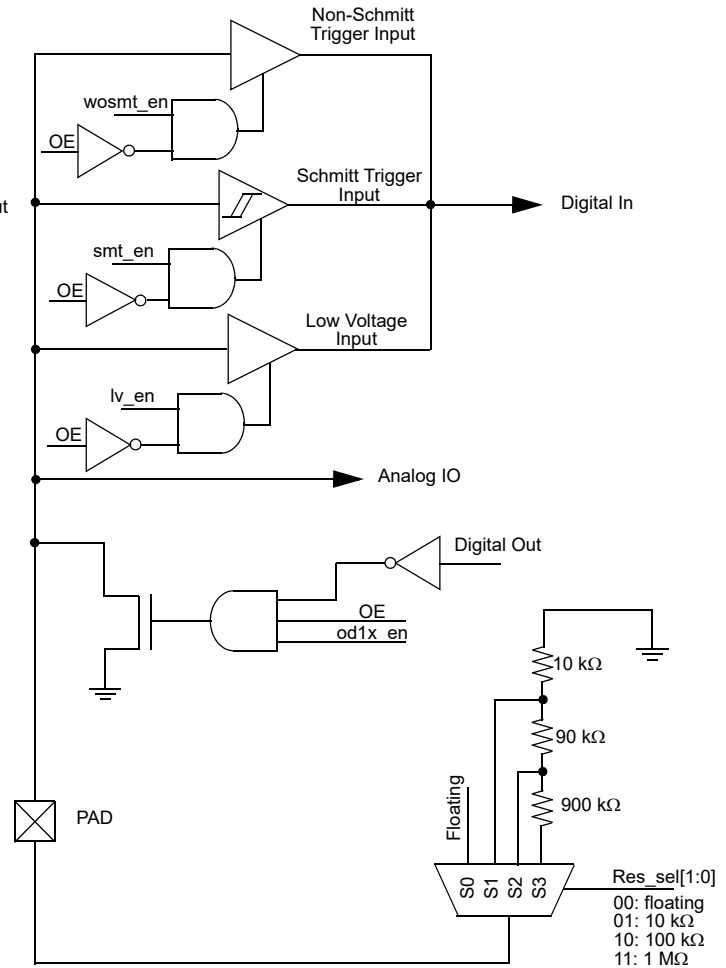 Non-Schmitt
Trigger Input
wosmt_en
OE
Schmitt Trigger
Input
Digital In
smt_en
OE
Low Voltage
Input
lv_en
OE
Analog IO
Digital Out
OE
od1x_en
10 kΩ
90 kΩ
900 kΩ
Floating
PAD
S0
S1
S2
S3
Res_sel[1:0]
00: floating
01: 10 kΩ
10: 100 kΩ
11: 1 MΩ